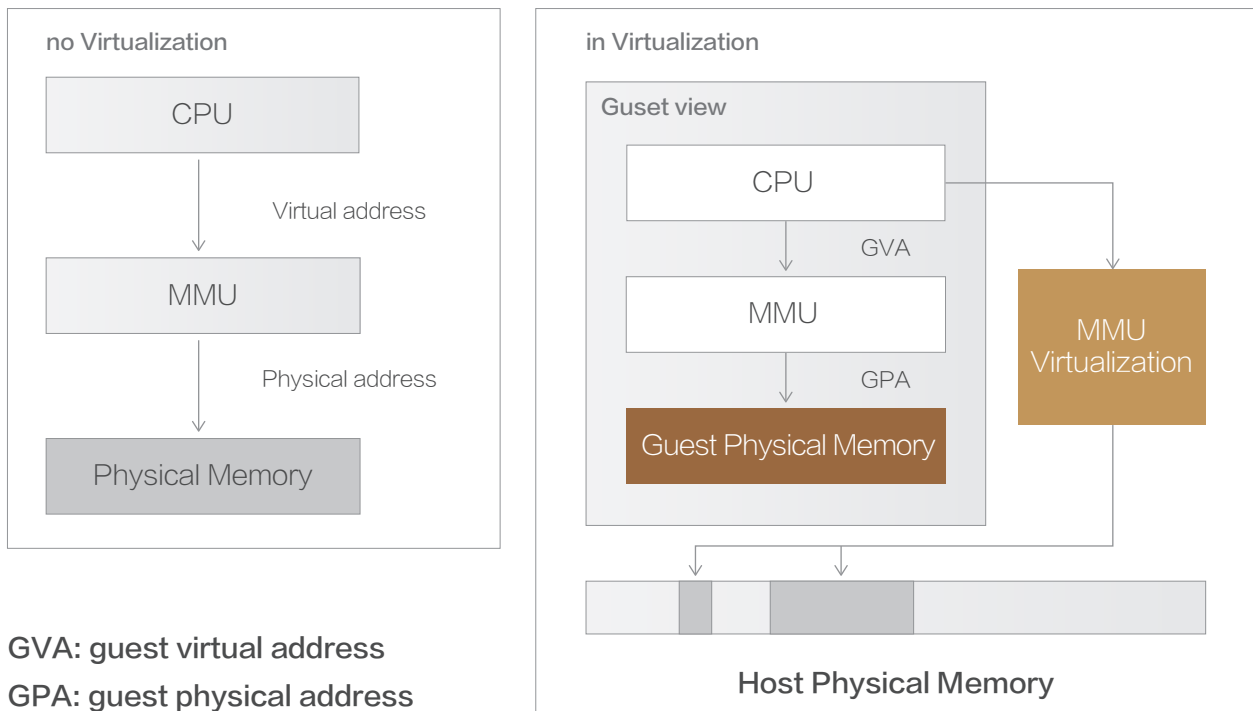 no Virtualization
CPU
Virtual address
MMU
Physical address
Physical Memory
GVA: guest virtual address
GPA: guest physical address
in Virtualization
Guset view
CPU
GVA
MMU
GPA
Guest Physical Memory
MMU
Virtualization
Host Physical Memory